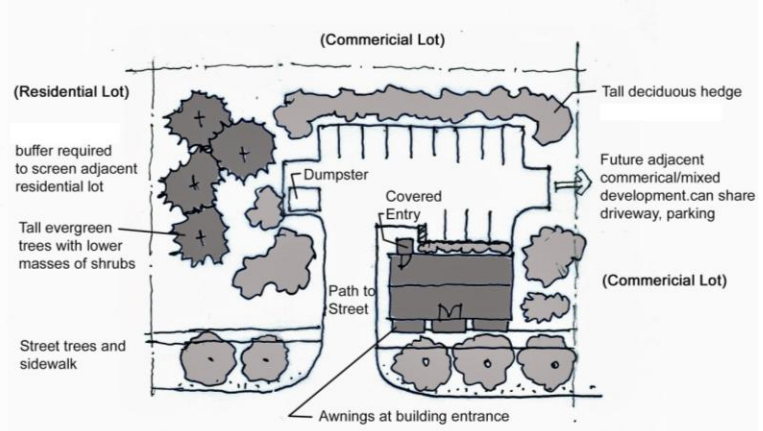 (Commericial Lot)
(Residential Lot)
Tall deciduous hedge
buffer required
to screen adjacent
residential lot
Dumpster
Covered
Entry
Future adjacent
commerical/mixed
development.can share
driveway, parking
Tall evergreen
trees with lower
masses of shrubs
(Commericial Lot)
Path to
Street
Street trees and
sidewalk
Awnings at building entrance